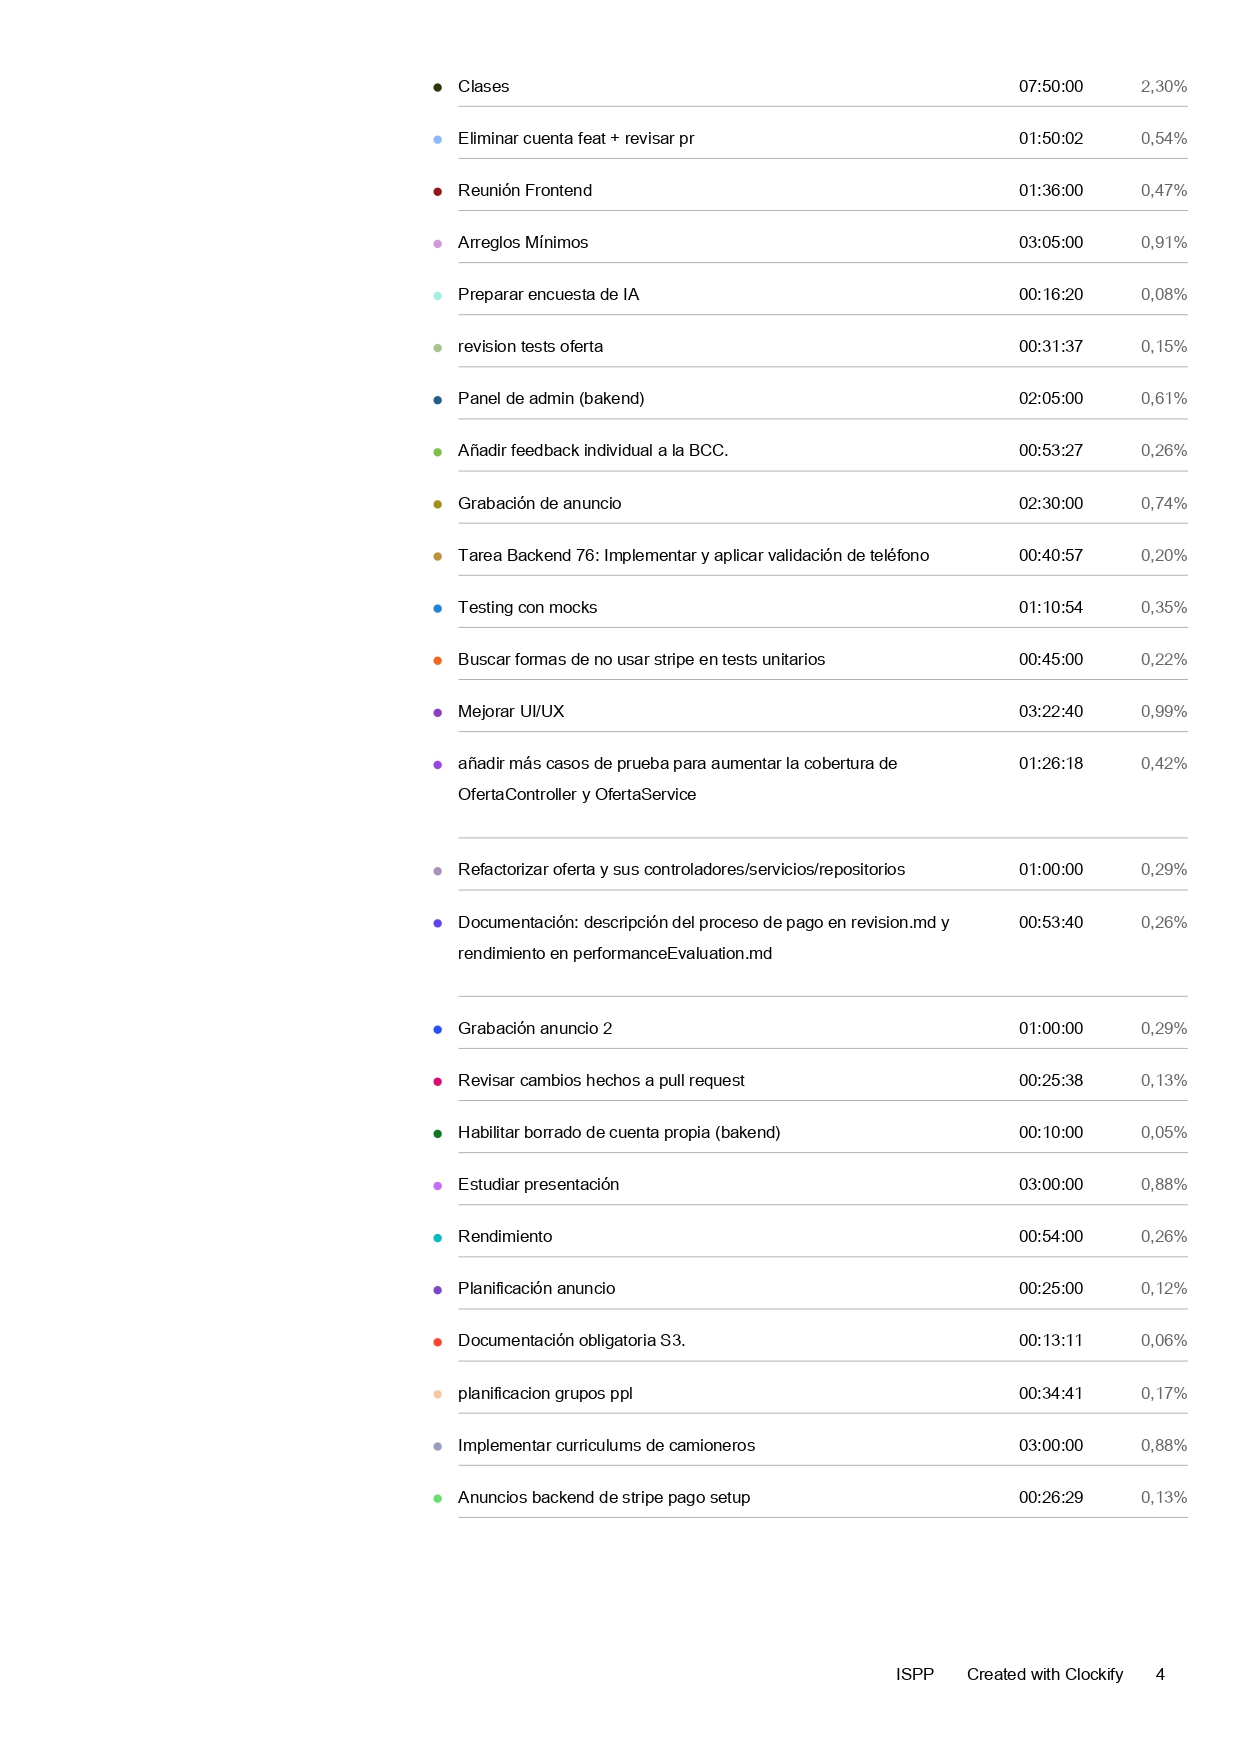 Clases 07:50:00 2,30%
Eliminar cuenta feat + revisar pr 01:50:02 0,54%
Reunión Frontend 01:36:00 0,47%
Arreglos Mínimos 03:05:00 0,91%
Preparar encuesta de IA 00:16:20 0,08%
revision tests oferta 00:31:37 0,15%
Panel de admin (bakend) 02:05:00 0,61%
Añadir feedback individual a la BCC. 00:53:27 0,26%
Grabación de anuncio 02:30:00 0,74%
Tarea Backend 76: Implementar y aplicar validación de teléfono 00:40:57 0,20%
Testing con mocks 01:10:54 0,35%
Buscar formas de no usar stripe en tests unitarios 00:45:00 0,22%
Mejorar UI/UX 03:22:40 0,99%
añadir más casos de prueba para aumentar la cobertura de 01:26:18 0,42%
OfertaController y OfertaService
Refactorizar oferta y sus controladores/servicios/repositorios 01:00:00 0,29%
Documentación: descripción del proceso de pago en revision.md y 00:53:40 0,26%
rendimiento en performanceEvaluation.md
Grabación anuncio 2 01:00:00 0,29%
Revisar cambios hechos a pull request 00:25:38 0,13%
Habilitar borrado de cuenta propia (bakend) 00:10:00 0,05%
Estudiar presentación 03:00:00 0,88%
Rendimiento 00:54:00 0,26%
Planificación anuncio 00:25:00 0,12%
Documentación obligatoria S3. 00:13:11 0,06%
planificacion grupos ppl 00:34:41 0,17%
Implementar curriculums de camioneros 03:00:00 0,88%
Anuncios backend de stripe pago setup 00:26:29 0,13%
ISPP Created with Clockify 4